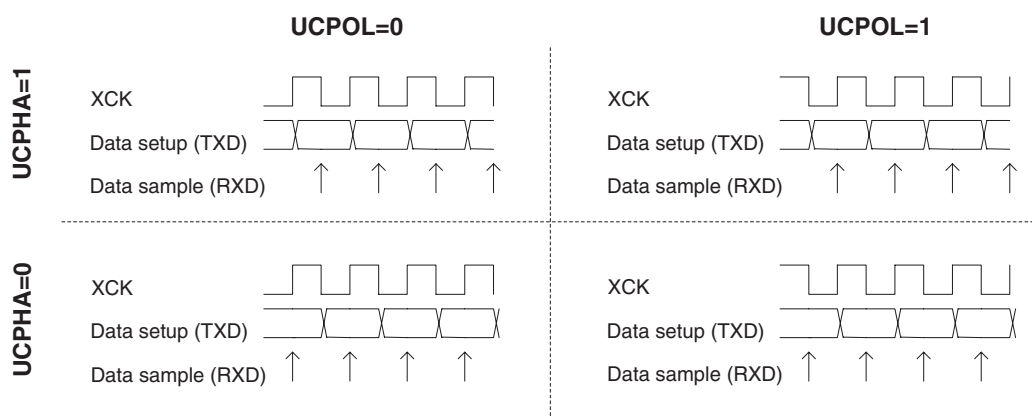 UCPOL=0
UCPOL=1
UCPHA=1
XCK
Data setup (TXD)
Data sample (RXD)
XCK
Data setup (TXD)
Data sample (RXD)
UCPHA=0
XCK
Data setup (TXD)
Data sample (RXD)
XCK
Data setup (TXD)
Data sample (RXD)